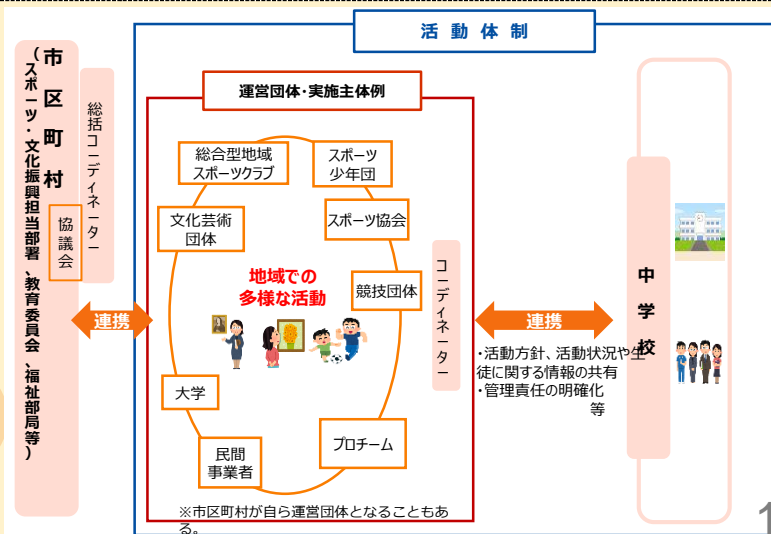 活動体制
市区町村
（スポーツ・文化振興担当部署、教育委員会、福祉部局等）
協議会
総括コーディネーター
連携
運営団体・実施主体例
総合型地域
スポーツクラブ
スポーツ
少年団
文化芸術
団体
スポーツ協会
地域での
多様な活動
競技団体
大学
プロチーム
民間
事業者
※市区町村が自ら運営団体となることもあ
る。
コーディネーター
連携
・活動方針、活動状況や生
徒に関する情報の共有
・管理責任の明確化
等
中学校
1